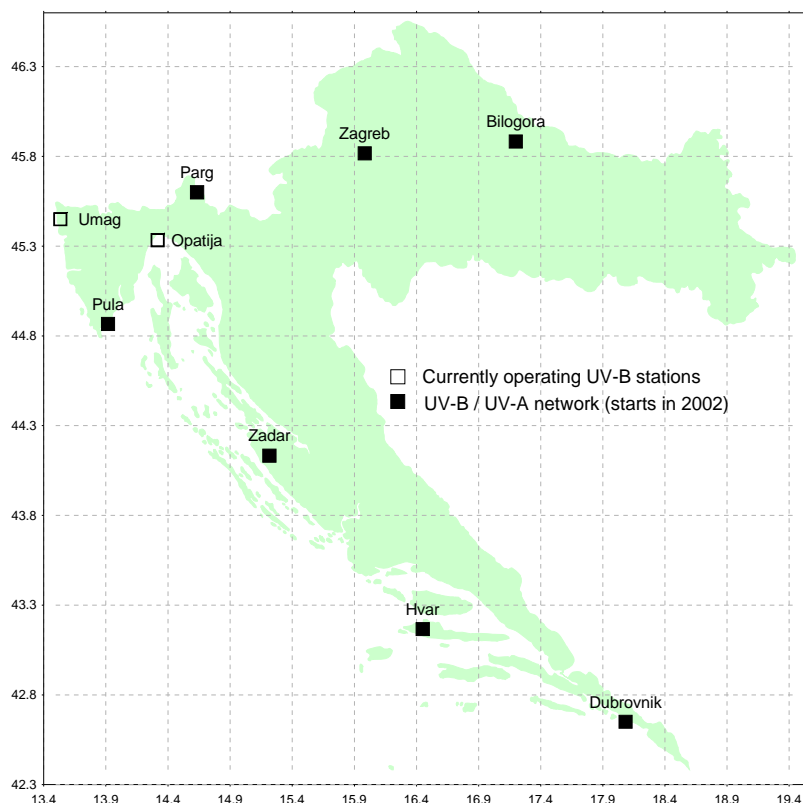 46.3
Bilogora
Zagreb
45.8
Parg
Umag
Opatija
45.3
Pula
44.8
Currently operating UV-B stations
UV-B / UV-A network (starts in 2002)
44.3
Zadar
43.8
43.3
Hvar
42.8
Dubrovnik
42.3
13.4 13.9 14.4 14.9 15.4 15.9 16.4 16.9 17.4 17.9 18.4 18.9 19.4